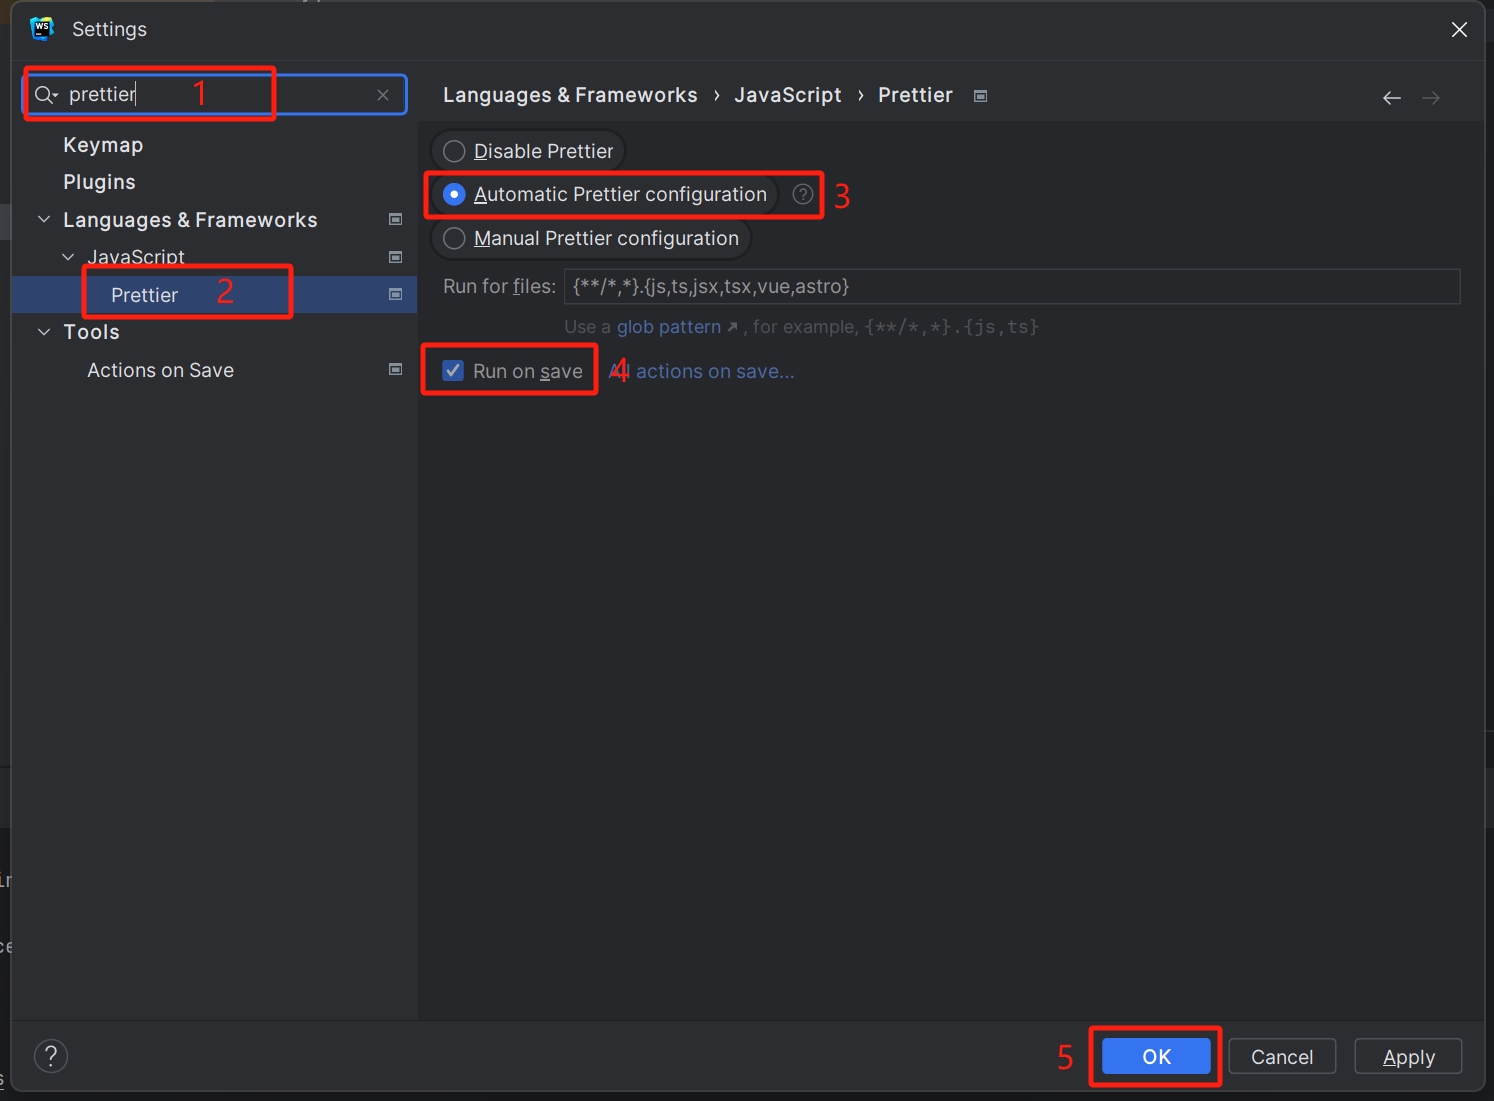 WS Settings
prettier 1
Languages & Frameworks › JavaScript › Prettier
Keymap
Plugins
Languages & Frameworks
JavaScript
Prettier 2
Tools
Actions on Save
Disable Prettier
Automatic Prettier configuration ? 3
Manual Prettier configuration
Run for files: {**/*,*}.{js,ts,jsx,tsx,vue,astro}
Use a glob pattern ↗, for example, {**/*,*}.{js,ts}
Run on save 4 All actions on save...
? 5 OK Cancel Apply